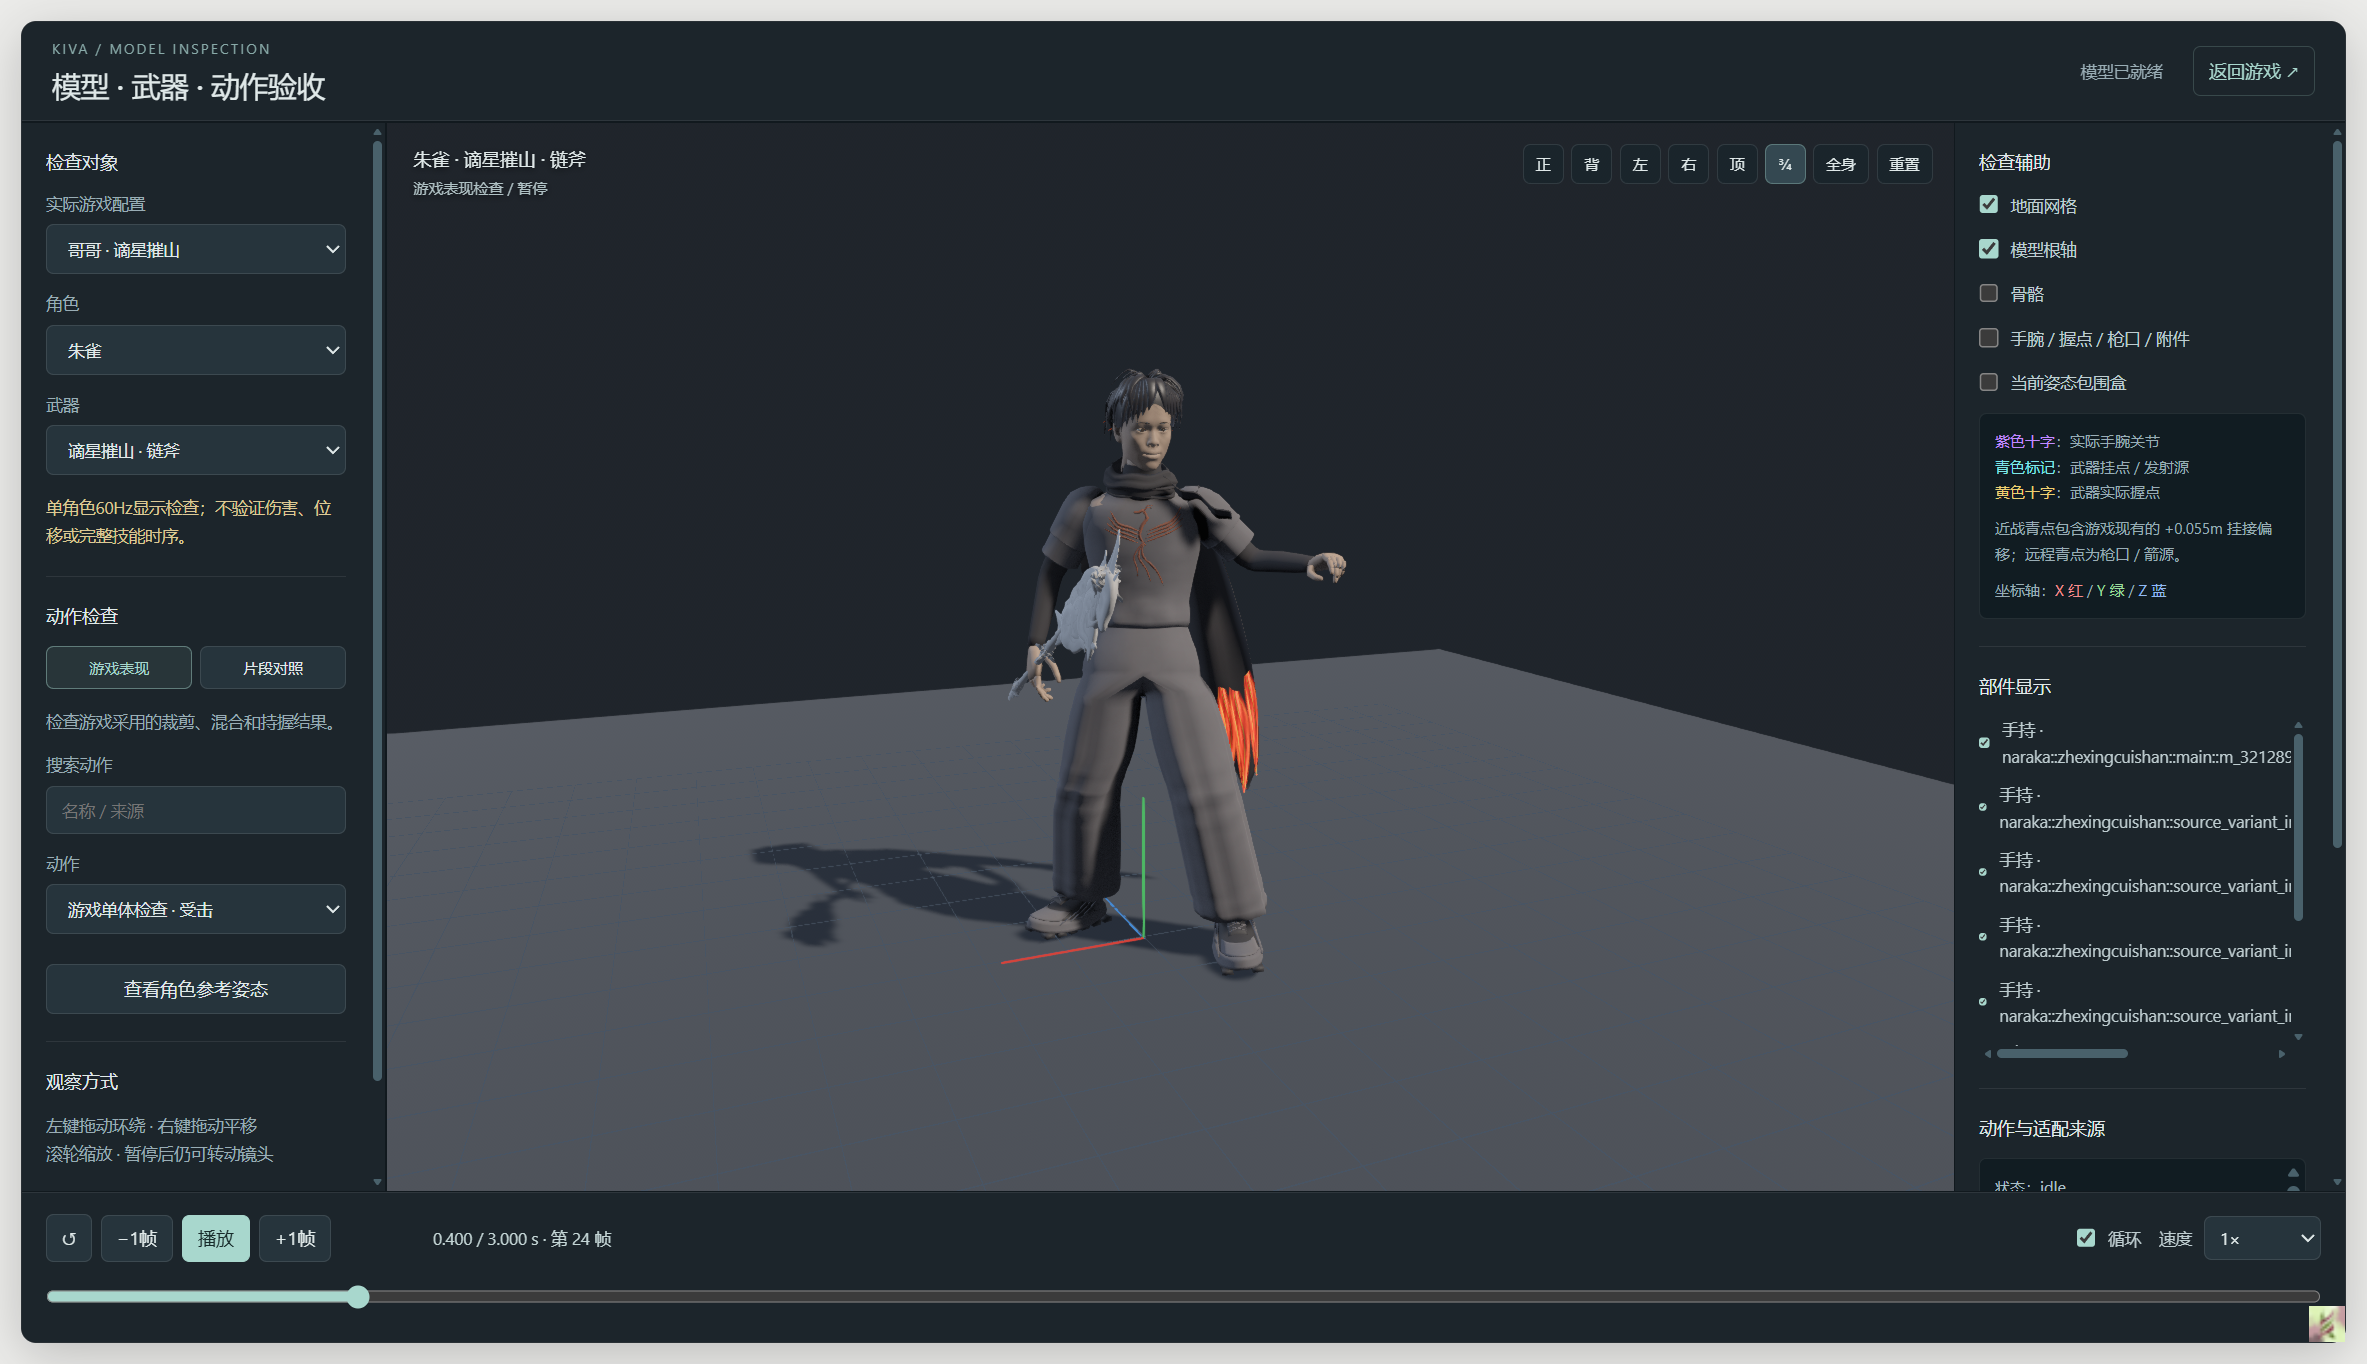 KIVA / MODEL INSPECTION
模型 · 武器 · 动作验收
模型已就绪
返回游戏 ↗
检查对象
实际游戏配置
哥哥 · 谪星摧山
角色
朱雀
武器
谪星摧山 · 链斧
单角色60Hz显示检查；不验证伤害、位
移或完整技能时序。
动作检查
游戏表现
片段对照
检查游戏采用的裁剪、混合和持握结果。
搜索动作
名称 / 来源
动作
游戏单体检查 · 受击
查看角色参考姿态
观察方式
左键拖动环绕 · 右键拖动平移
滚轮缩放 · 暂停后仍可转动镜头
朱雀 · 谪星摧山 · 链斧
游戏表现检查 / 暂停
正
背
左
右
顶
¾
全身
重置
检查辅助
地面网格
模型根轴
骨骼
手腕 / 握点 / 枪口 / 附件
当前姿态包围盒
紫色十字：实际手腕关节
青色标记：武器挂点 / 发射源
黄色十字：武器实际握点
近战青点包含游戏现有的 +0.055m 挂接偏
移；远程青点为枪口 / 箭源。
坐标轴：X 红 / Y 绿 / Z 蓝
部件显示
手持 ·
naraka::zhexingcuishan::main::m_321289
手持 ·
naraka::zhexingcuishan::source_variant_i
手持 ·
naraka::zhexingcuishan::source_variant_i
手持 ·
naraka::zhexingcuishan::source_variant_i
手持 ·
naraka::zhexingcuishan::source_variant_i
动作与适配来源
状态：idle
↺
−1帧
播放
+1帧
0.400 / 3.000 s · 第 24 帧
循环
速度
1×